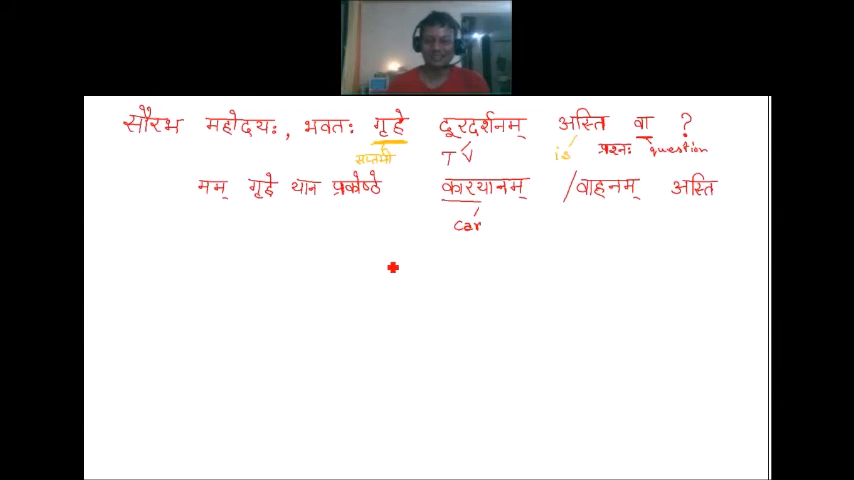 सौरभ महोदयः, भवतः गृहे दूरदर्शनम् अस्ति वा ?
सप्तमी TV is प्रश्नः question
मम् गृहे यान प्रकोष्ठे कारयानम् /वाहनम् अस्ति
car